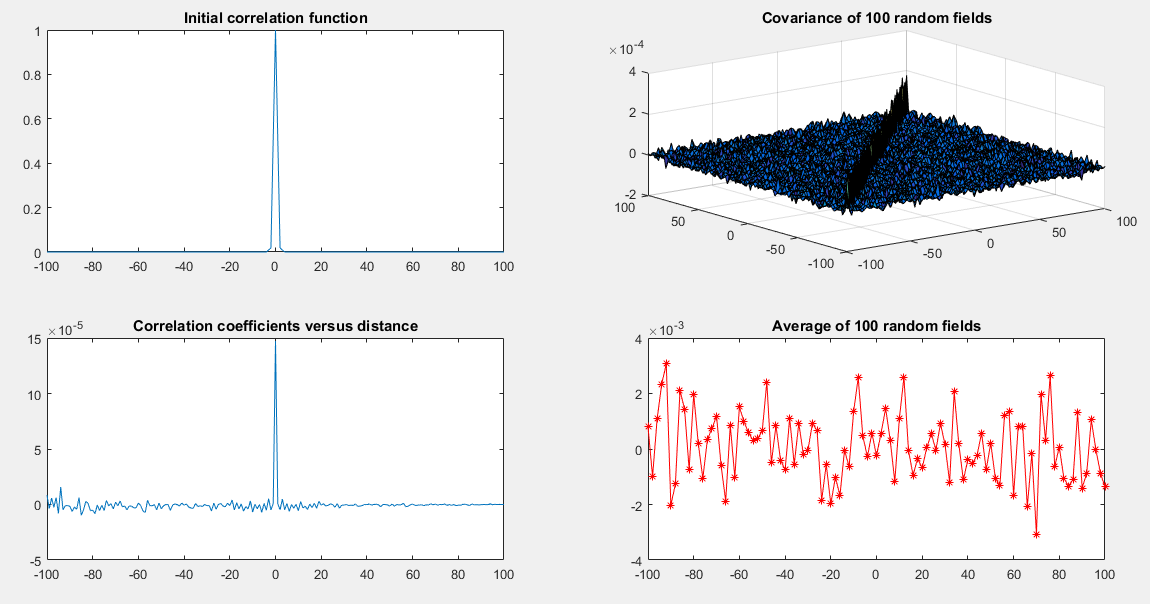 Initial correlation function
1
0.8
0.6
0.4
0.2
0
-100 -80 -60 -40 -20 0 20 40 60 80 100
Covariance of 100 random fields
×10-4
4
2
0
-2
100 50 0 -50 -100
-100 -50 0 50 100
Correlation coefficients versus distance
×10-5
15
10
5
0
-5
-100 -80 -60 -40 -20 0 20 40 60 80 100
Average of 100 random fields
×10-3
4
2
0
-2
-4
-100 -80 -60 -40 -20 0 20 40 60 80 100